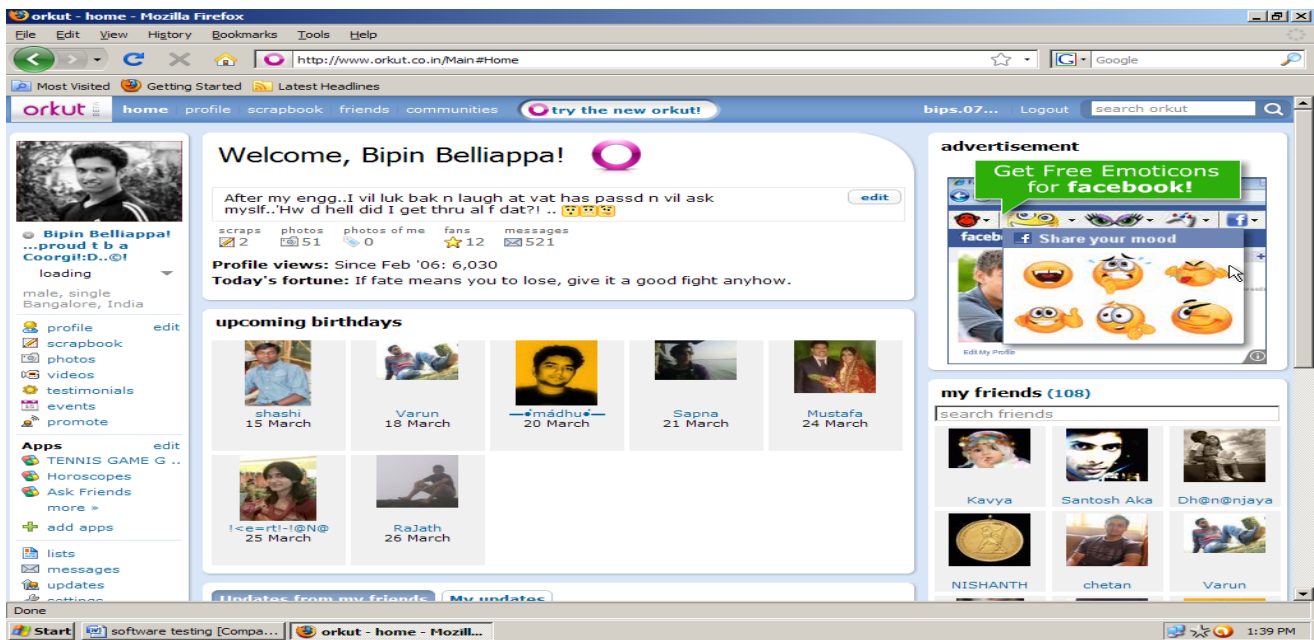 orkut - home - Mozilla Firefox
File Edit View History Bookmarks Tools Help
http://www.orkut.co.in/Main#Home
Google
Most Visited Getting Started Latest Headlines
orkut home profile scrapbook friends communities try the new orkut! bips.07... Logout search orkut
Bipin Belliappa!
...proud t b a
Coorgi!:D..©!
loading
male, single
Bangalore, India
profile edit
scrapbook
photos
videos
testimonials
events
promote
Apps edit
TENNIS GAME G ..
Horoscopes
Ask Friends
more »
add apps
lists
messages
updates
settings
Welcome, Bipin Belliappa!
After my engg..I vil luk bak n laugh at vat has passd n vil ask
myslf..'Hw d hell did I get thru al f dat?! ..
edit
scraps photos photos of me fans messages
2 51 0 12 521
Profile views: Since Feb '06: 6,030
Today's fortune: If fate means you to lose, give it a good fight anyhow.
upcoming birthdays
shashi Varun —•mádhu•— Sapna Mustafa
15 March 18 March 20 March 21 March 24 March
!<e=rt!-!@N@ RaJath
25 March 26 March
Updates from my friends My updates
advertisement
Get Free Emoticons
for facebook!
faceb
Share your mood
Edit My Profile
my friends (108)
search friends
Kavya Santosh Aka Dh@n@njaya
NISHANTH chetan Varun
Done
Start software testing [Compa... orkut - home - Mozill... 1:39 PM